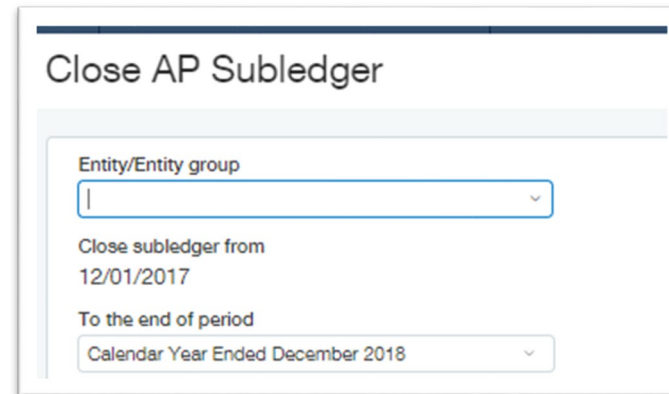 Close AP Subledger
Entity/Entity group
Close subledger from
12/01/2017
To the end of period
Calendar Year Ended December 2018